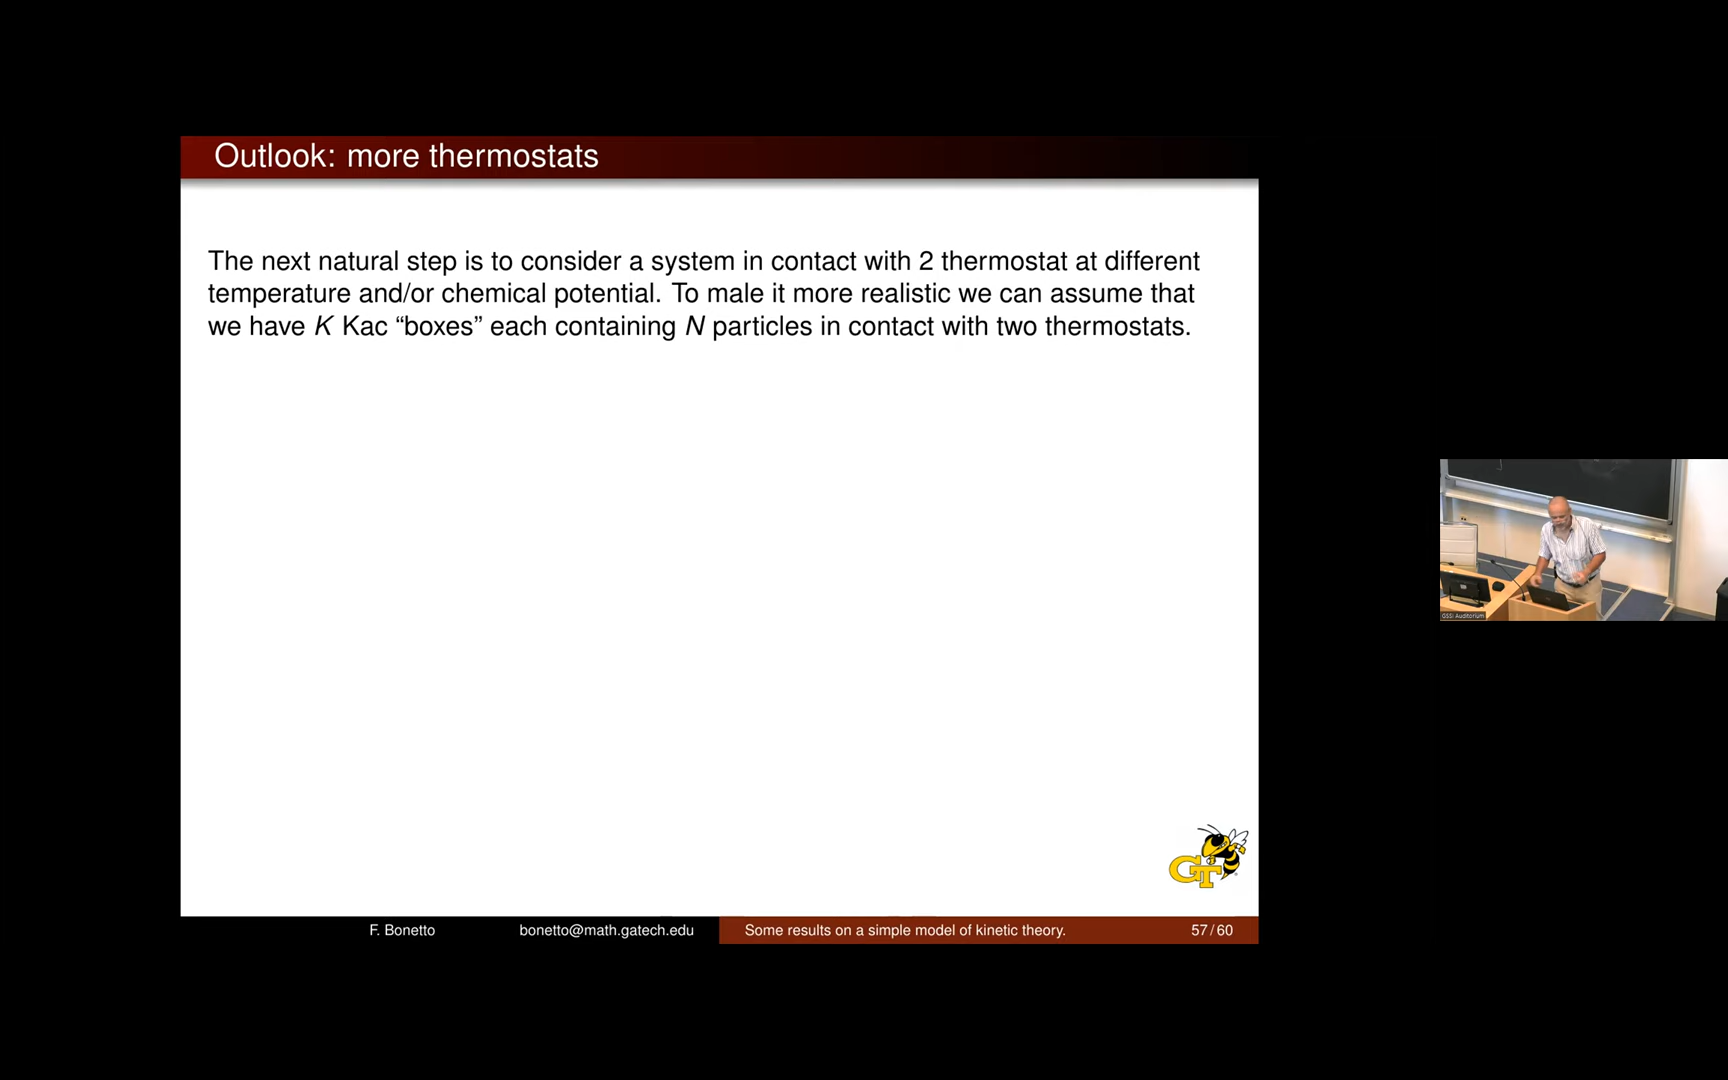 Outlook: more thermostats
The next natural step is to consider a system in contact with 2 thermostat at different
temperature and/or chemical potential. To male it more realistic we can assume that
we have K Kac “boxes” each containing N particles in contact with two thermostats.
GT
F. Bonetto bonetto@math.gatech.edu Some results on a simple model of kinetic theory. 57/60
GSSI Auditorium